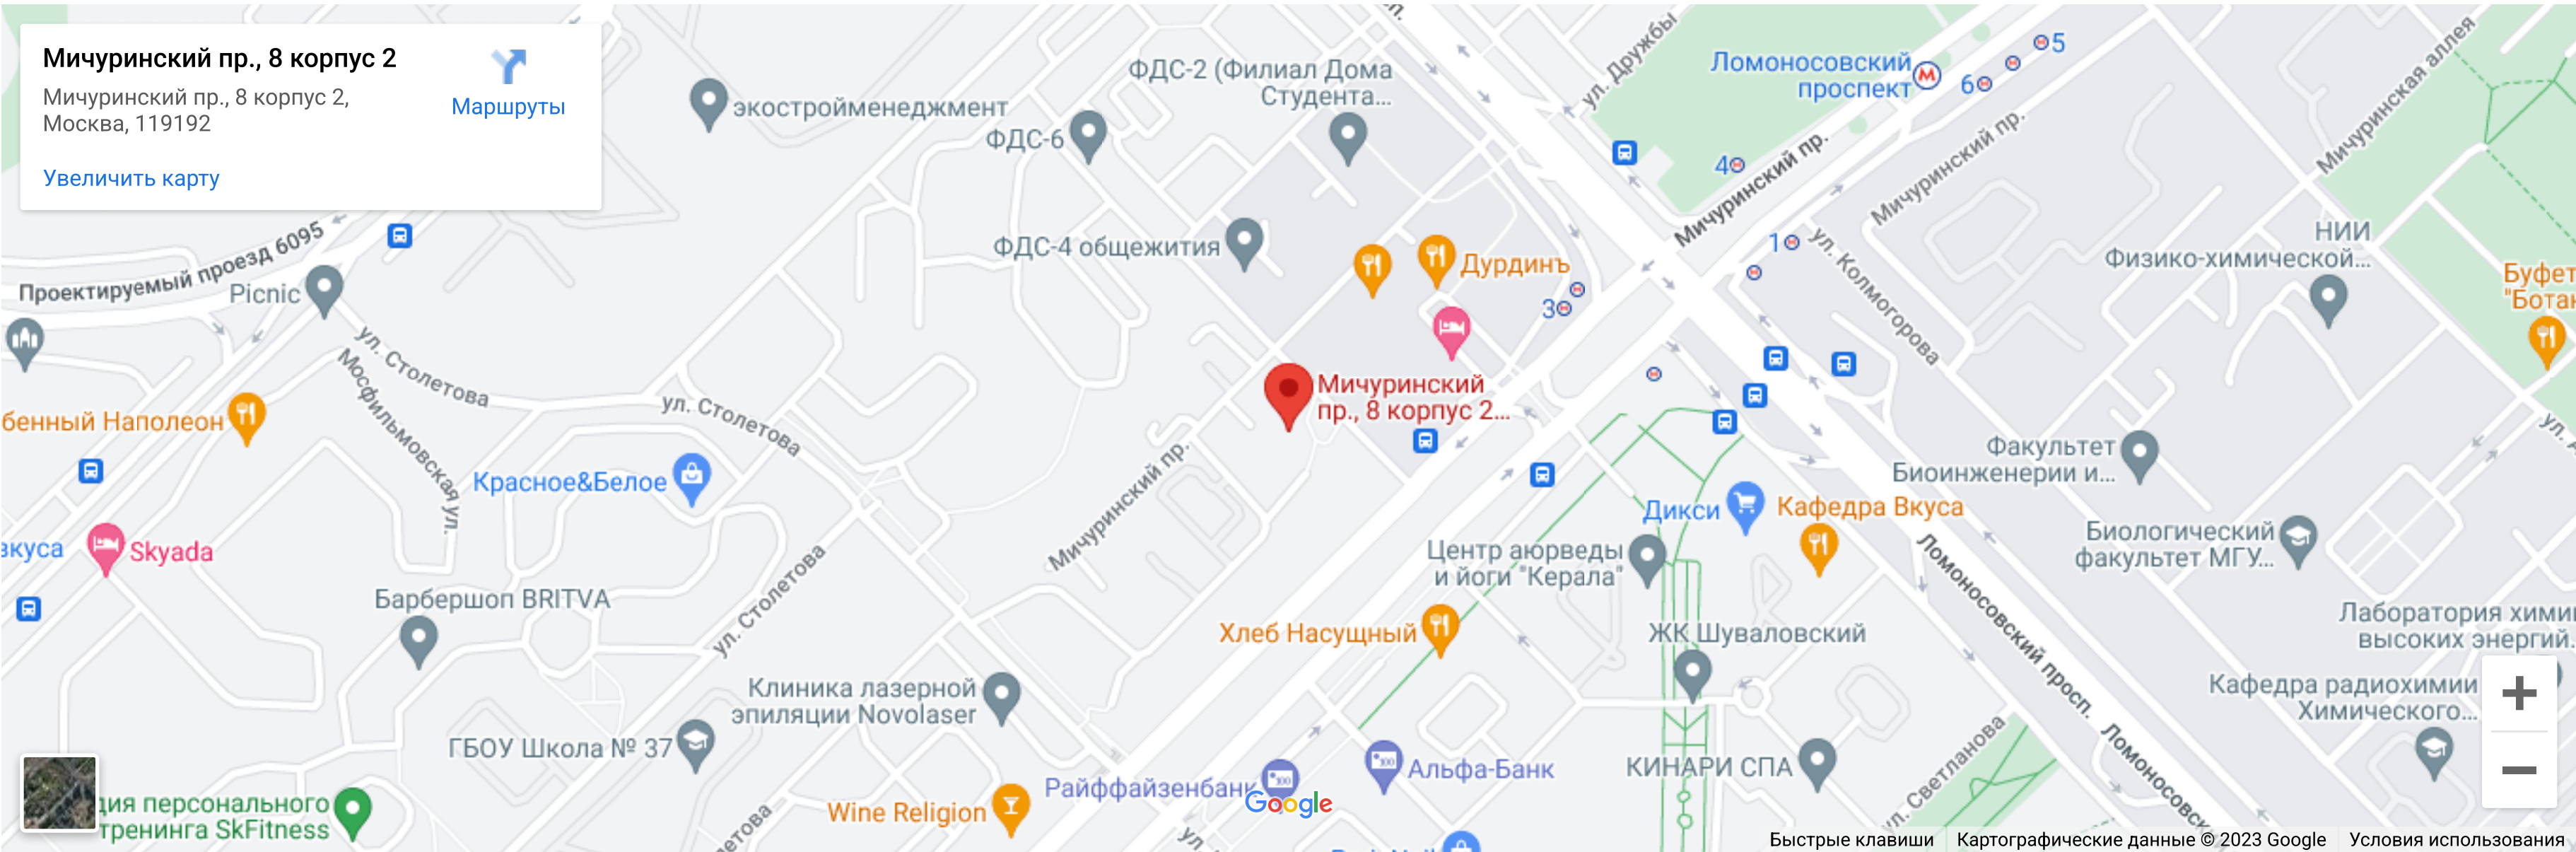 Мичуринский пр., 8 корпус 2
Мичуринский пр., 8 корпус 2,
Москва, 119192
Маршруты
Увеличить карту
экостройменеджмент
ФДС-6
ФДС-2 (Филиал Дома
Студента...
ул. Дружбы
Ломоносовский
проспект
5
6
4
Мичуринский пр.
Мичуринский пр.
Мичуринская аллея
Проектируемый проезд 6095
Picnic
ФДС-4 общежития
Дурдинъ
3
1
ул. Колмогорова
НИИ
Физико-химической...
Буфет
ул. Столетова
Мосфильмовская ул.
ул. Столетова
бенный Наполеон
Мичуринский
пр., 8 корпус 2...
Красное&Белое
Мичуринский пр.
Дикси
Кафедра Вкуса
Факультет
Биоинженерии и...
Биологический
факультет МГУ...
вкуса
Skyada
Центр аюрведы
и йоги "Керала"
Барбершоп BRITVA
ул. Столетова
Хлеб Насущный
ЖК Шуваловский
Ломоносовский просп.
Лаборатория хими
высоких энергий.
Клиника лазерной
эпиляции Novolaser
Кафедра радиохимии
Химического...
ГБОУ Школа № 37
Райффайзенбанк
Альфа-Банк
КИНАРИ СПА
ул. Светланова
Ломоносовс
дия персонального
тренинга SkFitness
Wine Religion
летова
Google
Быстрые клавиши
Картографические данные © 2023 Google
Условия использования